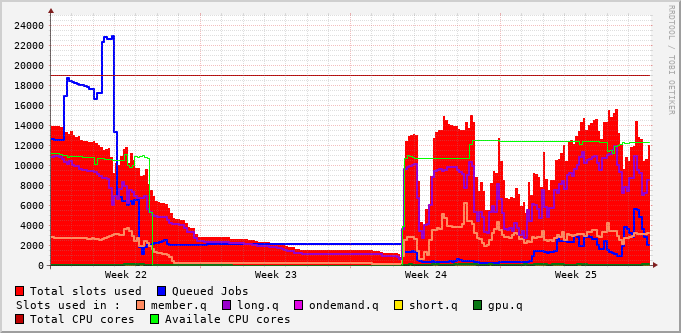 RRDTOOL / TOBI OETIKER
24000
22000
20000
18000
16000
14000
12000
10000
8000
6000
4000
2000
0
Week 22 Week 23 Week 24 Week 25
Total slots used Queued Jobs
Slots used in : member.q long.q ondemand.q short.q gpu.q
Total CPU cores Availale CPU cores